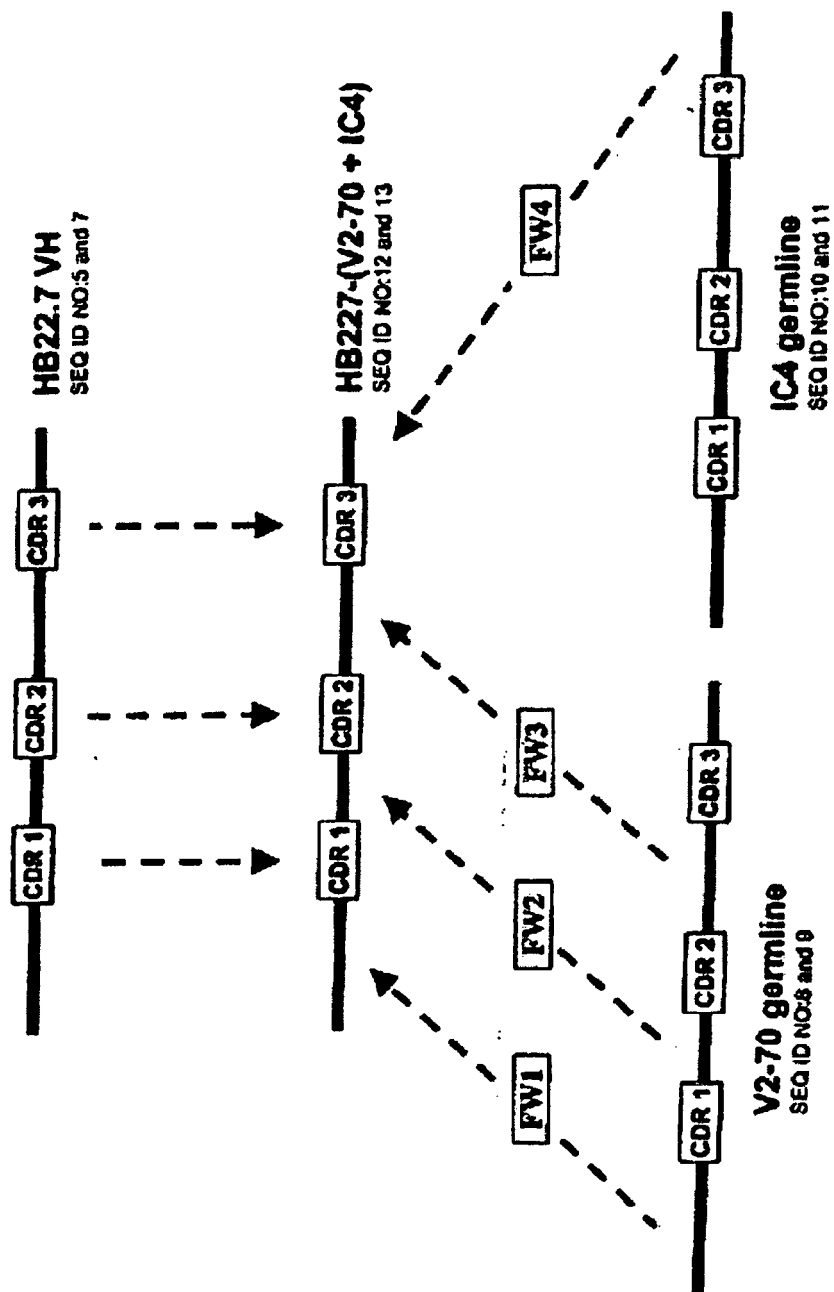 CDR 1
CDR 2
CDR 3
HB22.7 VH
SEQ ID NO:5 and 7
CDR 1
CDR 2
CDR 3
HB227-(V2-70 + IC4)
SEQ ID NO:12 and 13
FW1
FW2
FW3
FW4
CDR 1
CDR 2
CDR 3
V2-70 germline
SEQ ID NO:8 and 9
CDR 1
CDR 2
CDR 3
IC4 germline
SEQ ID NO:10 and 11